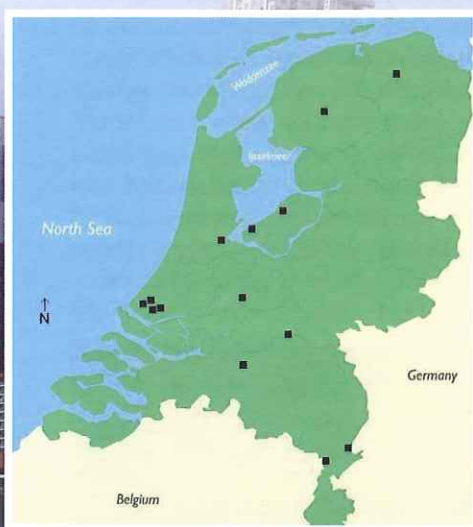 Waddenzee
IJsselmeer
North Sea
N
Germany
Belgium